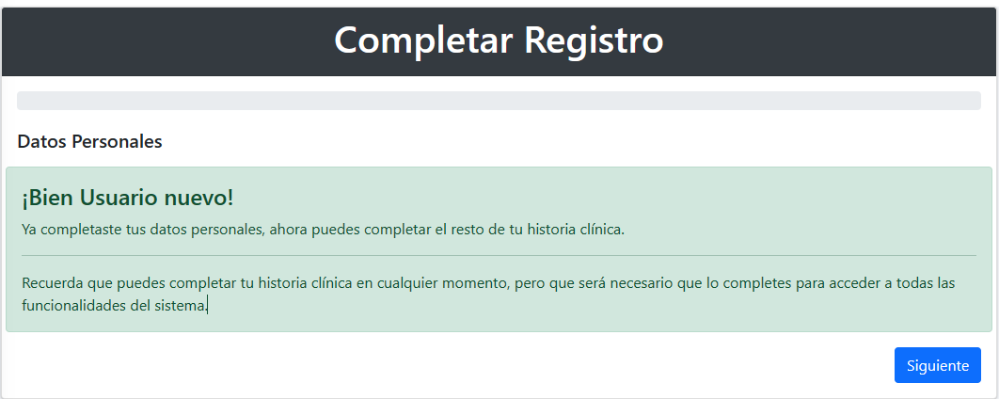 Completar Registro
Datos Personales
¡Bien Usuario nuevo!
Ya completaste tus datos personales, ahora puedes completar el resto de tu historia clínica.
Recuerda que puedes completar tu historia clínica en cualquier momento, pero que será necesario que lo completes para acceder a todas las
funcionalidades del sistema.
Siguiente